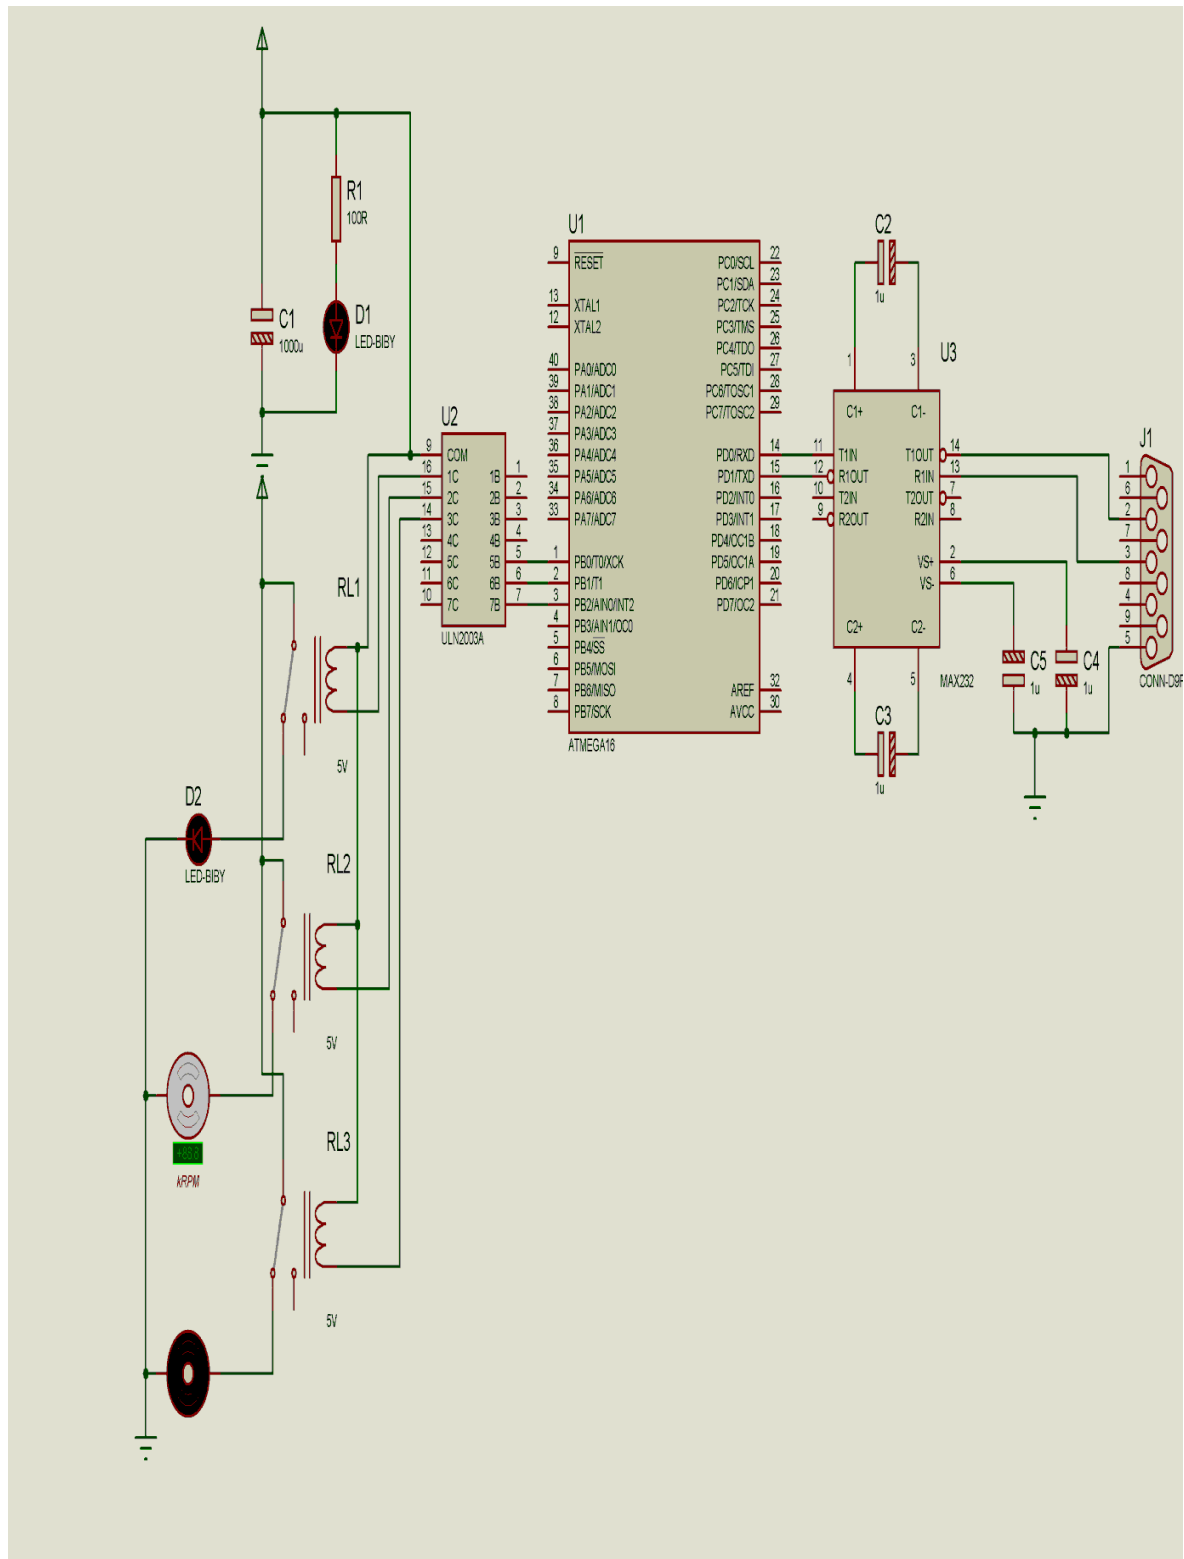 R1
100R
C1
1000u
D1
LED-BIBY
U2
9 COM
16 1C 1B 1
15 2C 2B 2
14 3C 3B 3
13 4C 4B 4
12 5C 5B 5
11 6C 6B 6
10 7C 7B 7
ULN2003A
U1
9 RESET
13 XTAL1
12 XTAL2
40 PA0/ADC0
39 PA1/ADC1
38 PA2/ADC2
37 PA3/ADC3
36 PA4/ADC4
35 PA5/ADC5
34 PA6/ADC6
33 PA7/ADC7
1 PB0/T0/XCK
2 PB1/T1
3 PB2/AIN0/INT2
4 PB3/AIN1/OC0
5 PB4/SS
6 PB5/MOSI
7 PB6/MISO
8 PB7/SCK
PC0/SCL 22
PC1/SDA 23
PC2/TCK 24
PC3/TMS 25
PC4/TDO 26
PC5/TDI 27
PC6/TOSC1 28
PC7/TOSC2 29
PD0/RXD 14
PD1/TXD 15
PD2/INT0 16
PD3/INT1 17
PD4/OC1B 18
PD5/OC1A 19
PD6/ICP1 20
PD7/OC2 21
AREF 32
AVCC 30
ATMEGA16
C2
1u
U3
1 3
C1+ C1-
11 T1IN T1OUT 14
12 R1OUT R1IN 13
10 T2IN T2OUT 7
9 R2OUT R2IN 8
VS+ 2
VS- 6
C2+ C2-
4 5
MAX232
C3
1u
C5
1u
C4
1u
J1
1
6
2
7
3
8
4
9
5
CONN-D9F
RL1
5V
D2
LED-BIBY
RL2
5V
+88.8
kRPM
RL3
5V